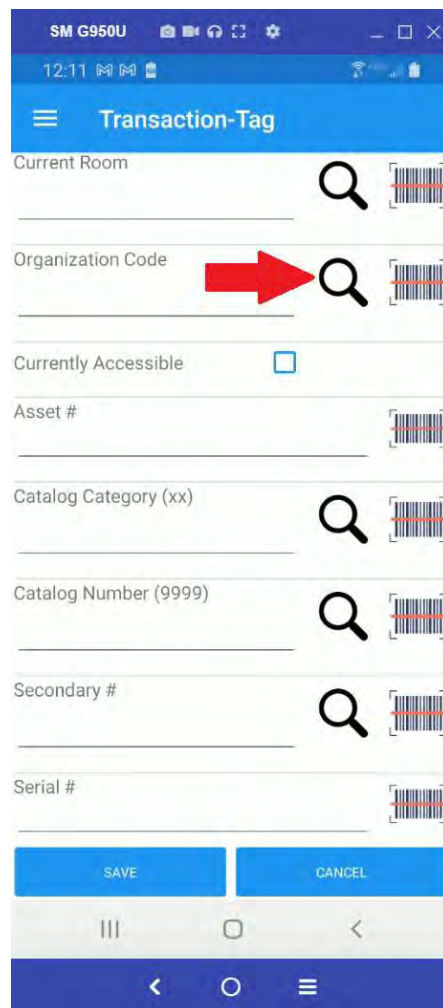 SM G950U
12:11
Transaction-Tag
Current Room
Organization Code
Currently Accessible
Asset #
Catalog Category (xx)
Catalog Number (9999)
Secondary #
Serial #
SAVE
CANCEL